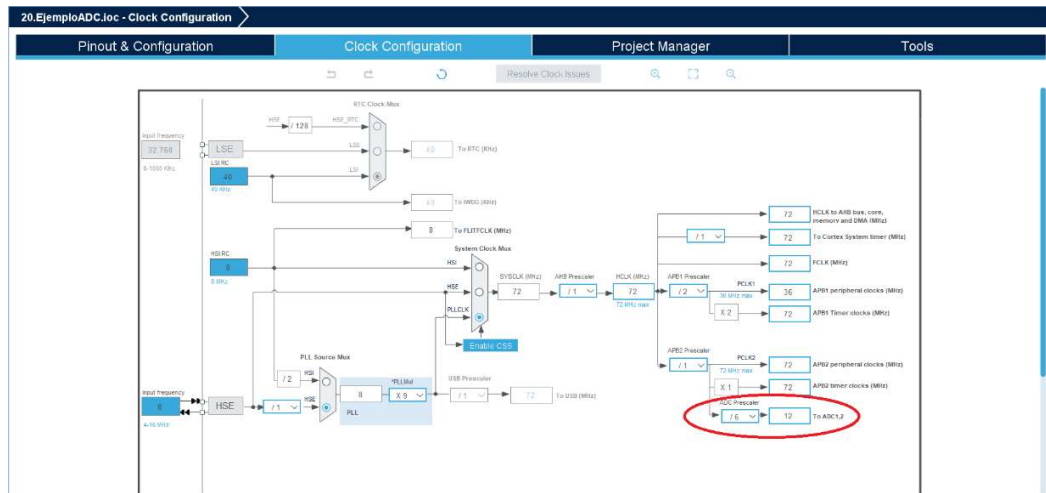 20.EjemploADC.ioc - Clock Configuration
Pinout & Configuration
Clock Configuration
Project Manager
Tools
Resolve Clock Issues
RTC Clock Mux
HSE
/ 128
HSE_RTC
Input frequency
32.768
LSE
LSE
40
To RTC (KHz)
0-1000 KHz
LSI RC
40
LSI
40 KHz
40
To IWDG (KHz)
8
To FLITFCLK (MHz)
System Clock Mux
HSI RC
8
8 MHz
HSI
HSE
PLLCLK
SYSCLK (MHz)
72
AHB Prescaler
/ 1
HCLK (MHz)
72
72 MHz max
Enable CSS
72
HCLK to AHB bus, core,
memory and DMA (MHz)
/ 1
72
To Cortex System timer (MHz)
72
FCLK (MHz)
APB1 Prescaler
/ 2
PCLK1
36 MHz max
36
APB1 peripheral clocks (MHz)
X 2
72
APB1 Timer clocks (MHz)
APB2 Prescaler
/ 1
PCLK2
72 MHz max
72
APB2 peripheral clocks (MHz)
X 1
72
APB2 timer clocks (MHz)
ADC Prescaler
/ 6
12
To ADC1,2
PLL Source Mux
/ 2
HSI
HSE
8
*PLLMul
X 9
PLL
USB Prescaler
/ 1
72
To USB (MHz)
Input frequency
8
4-16 MHz
HSE
/ 1